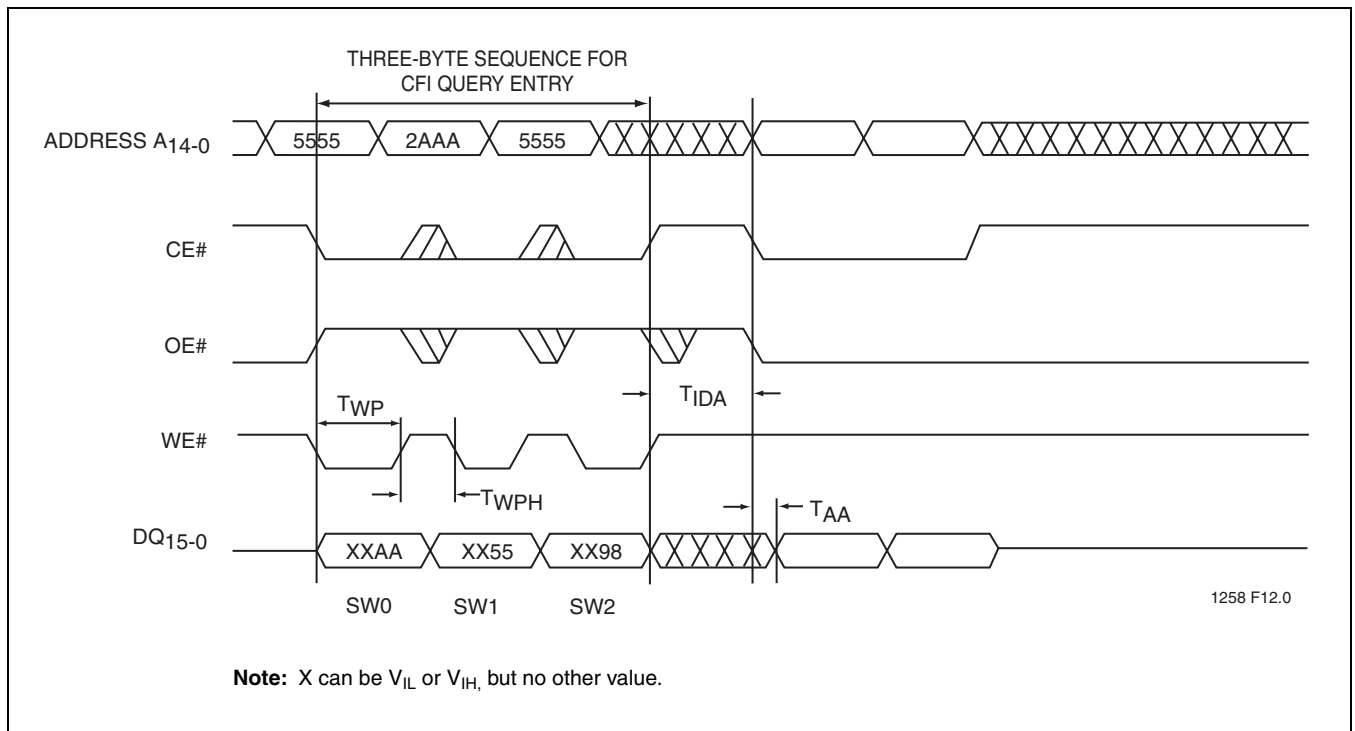 THREE-BYTE SEQUENCE FOR
CFI QUERY ENTRY
ADDRESS A14-0
5555
2AAA
5555
CE#
OE#
TIDA
TWP
WE#
TWPH
TAA
DQ15-0
XXAA
XX55
XX98
SW0
SW1
SW2
1258 F12.0
Note: X can be VIL or VIH, but no other value.